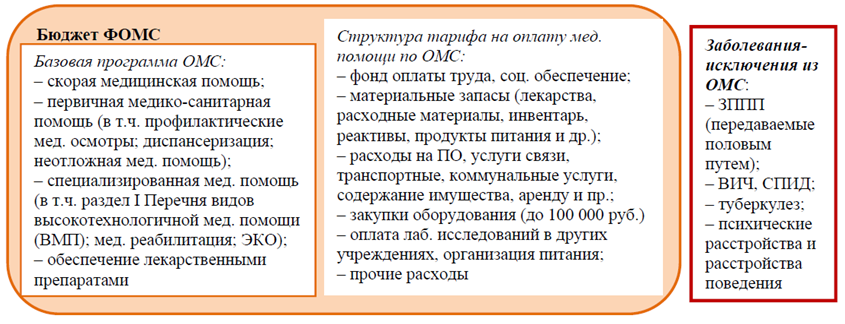 Бюджет ФОМС
Базовая программа ОМС:
– скорая медицинская помощь;
– первичная медико-санитарная
помощь (в т.ч. профилактические
мед. осмотры; диспансеризация;
неотложная мед. помощь);
– специализированная мед. помощь
(в т.ч. раздел I Перечня видов
высокотехнологичной мед. помощи
(ВМП); мед. реабилитация; ЭКО);
– обеспечение лекарственными
препаратами
Структура тарифа на оплату мед.
помощи по ОМС:
– фонд оплаты труда, соц. обеспечение;
– материальные запасы (лекарства,
расходные материалы, инвентарь,
реактивы, продукты питания и др.);
– расходы на ПО, услуги связи,
транспортные, коммунальные услуги,
содержание имущества, аренду и пр.;
– закупки оборудования (до 100 000 руб.)
– оплата лаб. исследований в других
учреждениях, организация питания;
– прочие расходы
Заболевания-
исключения из
ОМС:
– ЗППП
(передаваемые
половым
путем);
– ВИЧ, СПИД;
– туберкулез;
– психические
расстройства и
расстройства
поведения